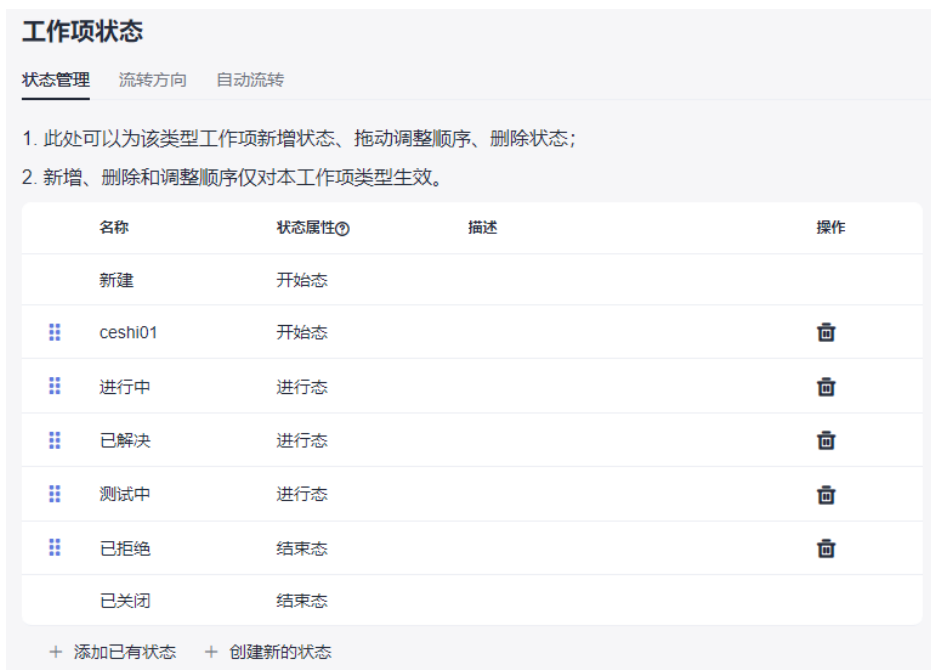 工作项状态
状态管理 流转方向 自动流转
1. 此处可以为该类型工作项新增状态、拖动调整顺序、删除状态；
2. 新增、删除和调整顺序仅对本工作项类型生效。
名称 状态属性 描述 操作
新建 开始态
ceshi01 开始态
进行中 进行态
已解决 进行态
测试中 进行态
已拒绝 结束态
已关闭 结束态
+ 添加已有状态 + 创建新的状态